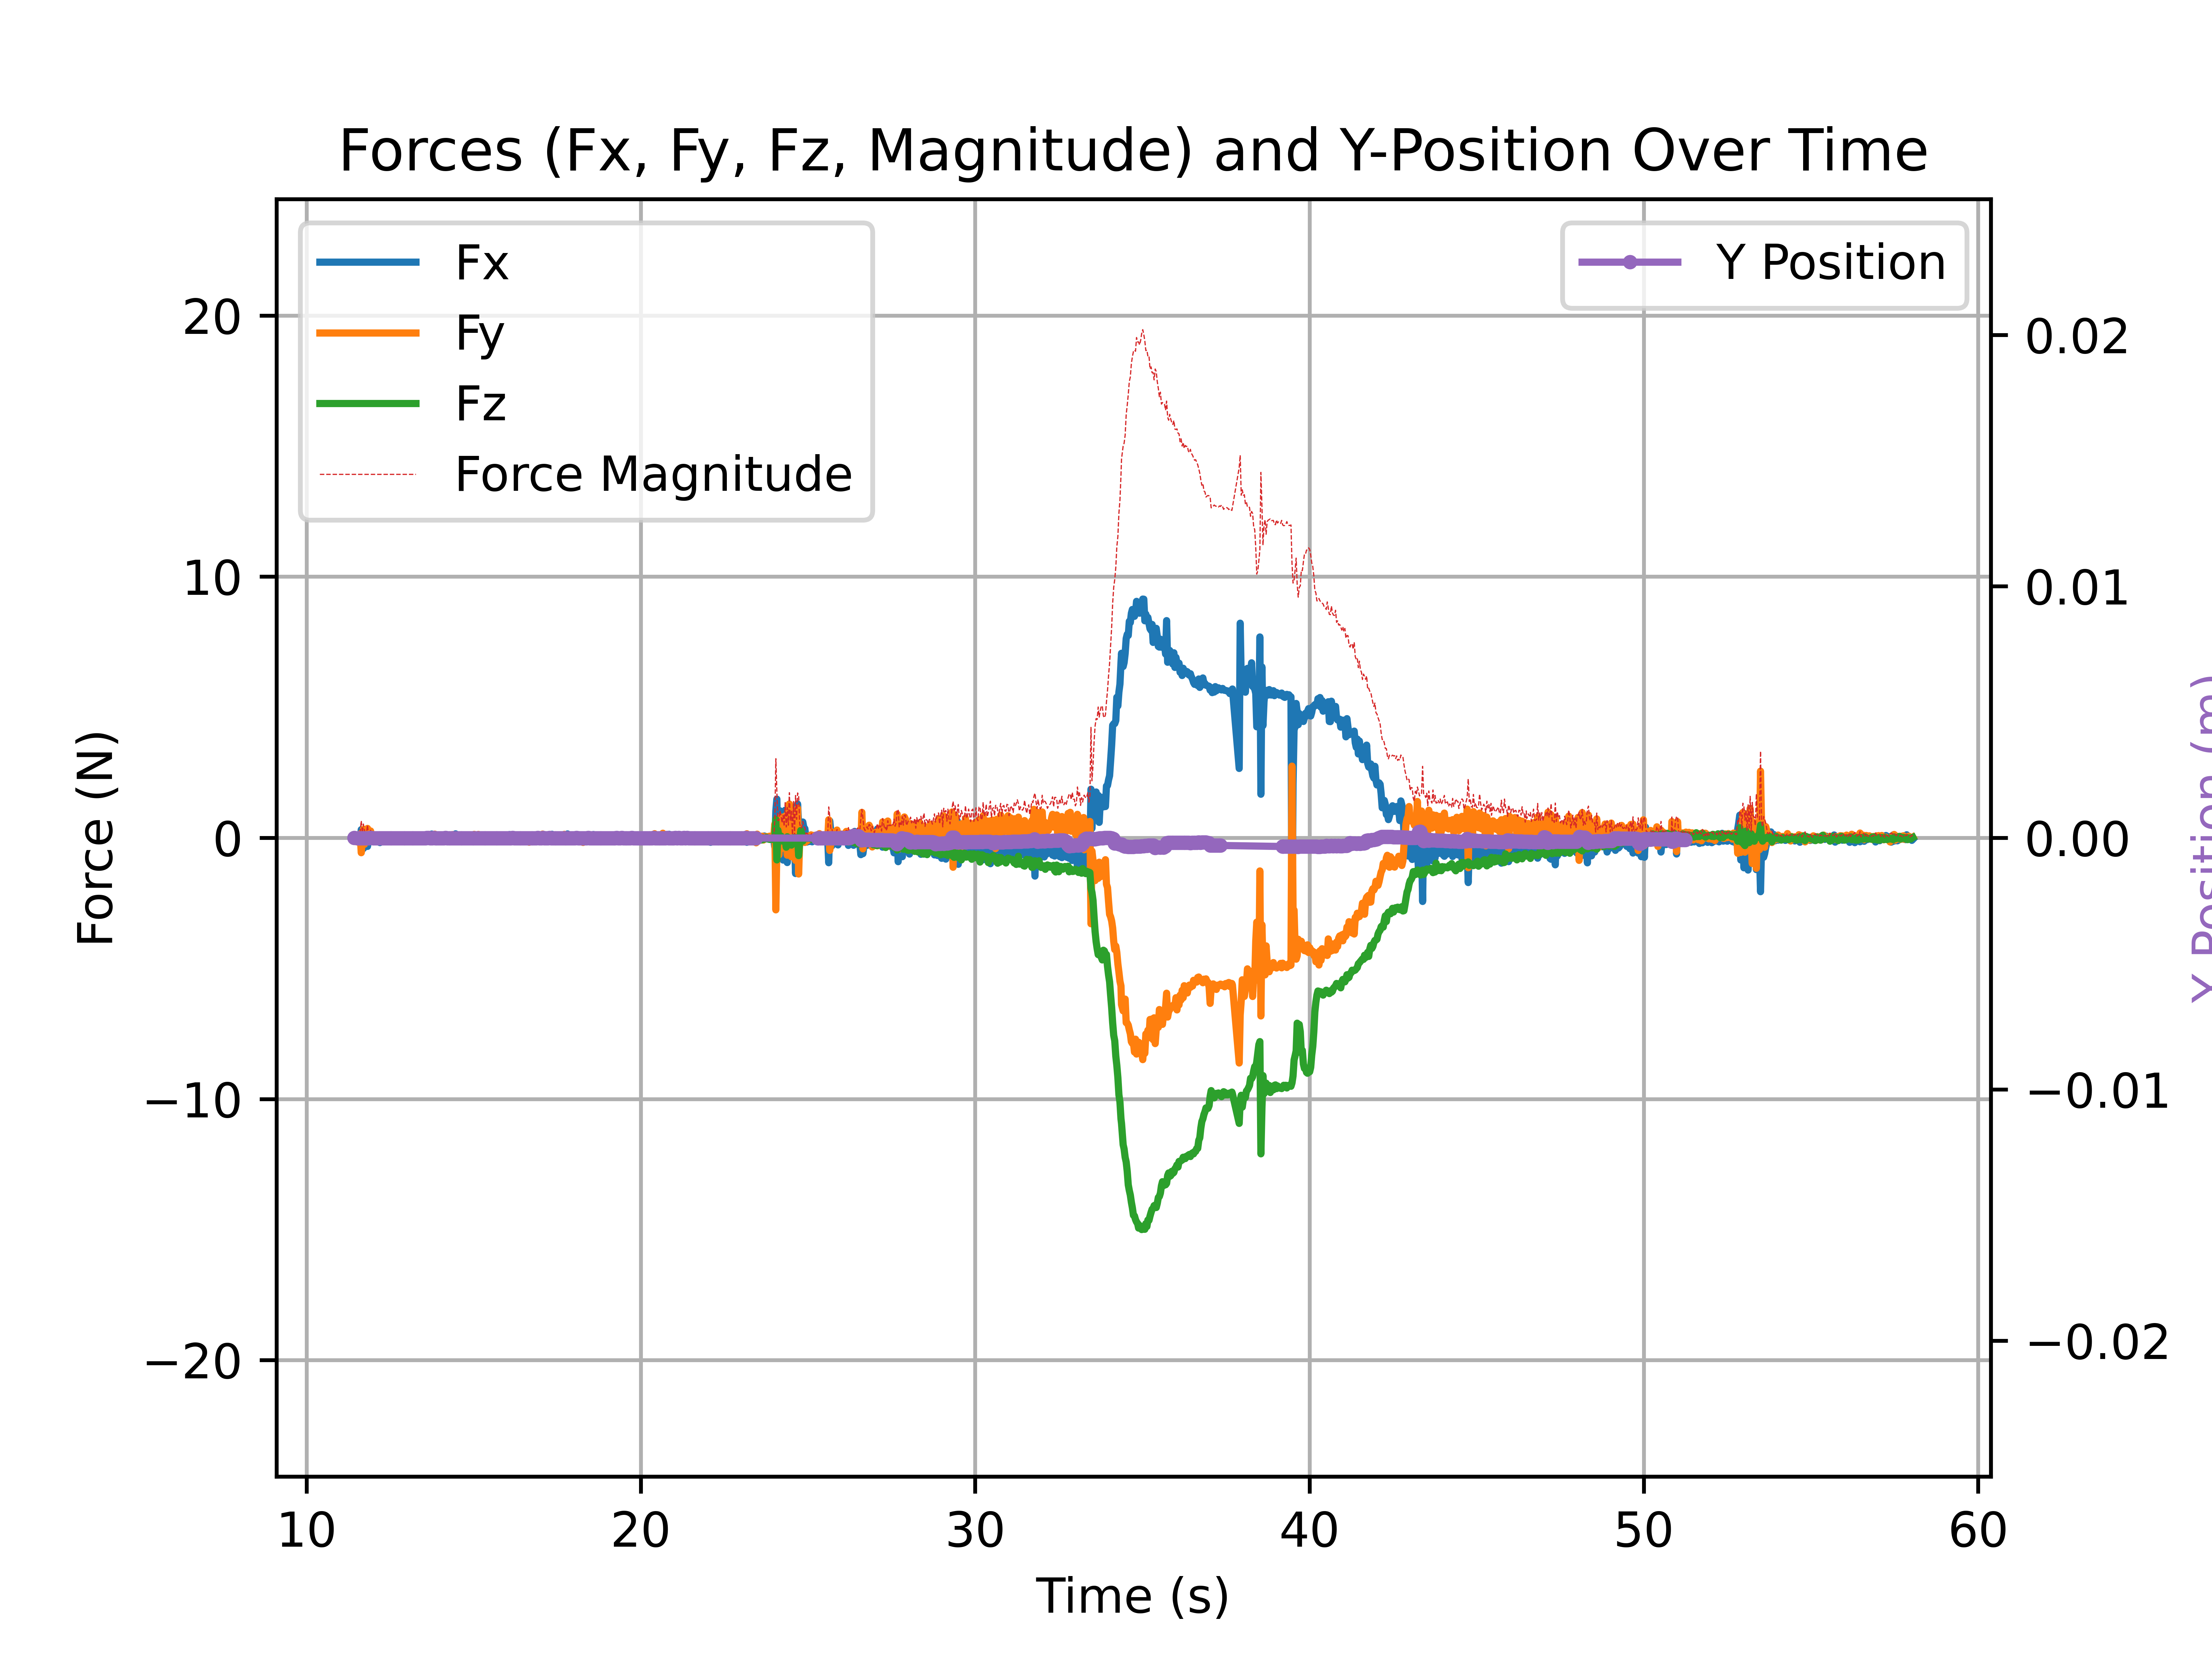 Forces (Fx, Fy, Fz, Magnitude) and Y-Position Over Time
Fx
Fy
Fz
Force Magnitude
Y Position
20
10
0
−10
−20
Force (N)
0.02
0.01
0.00
−0.01
−0.02
Y Position (m)
10 20 30 40 50 60
Time (s)